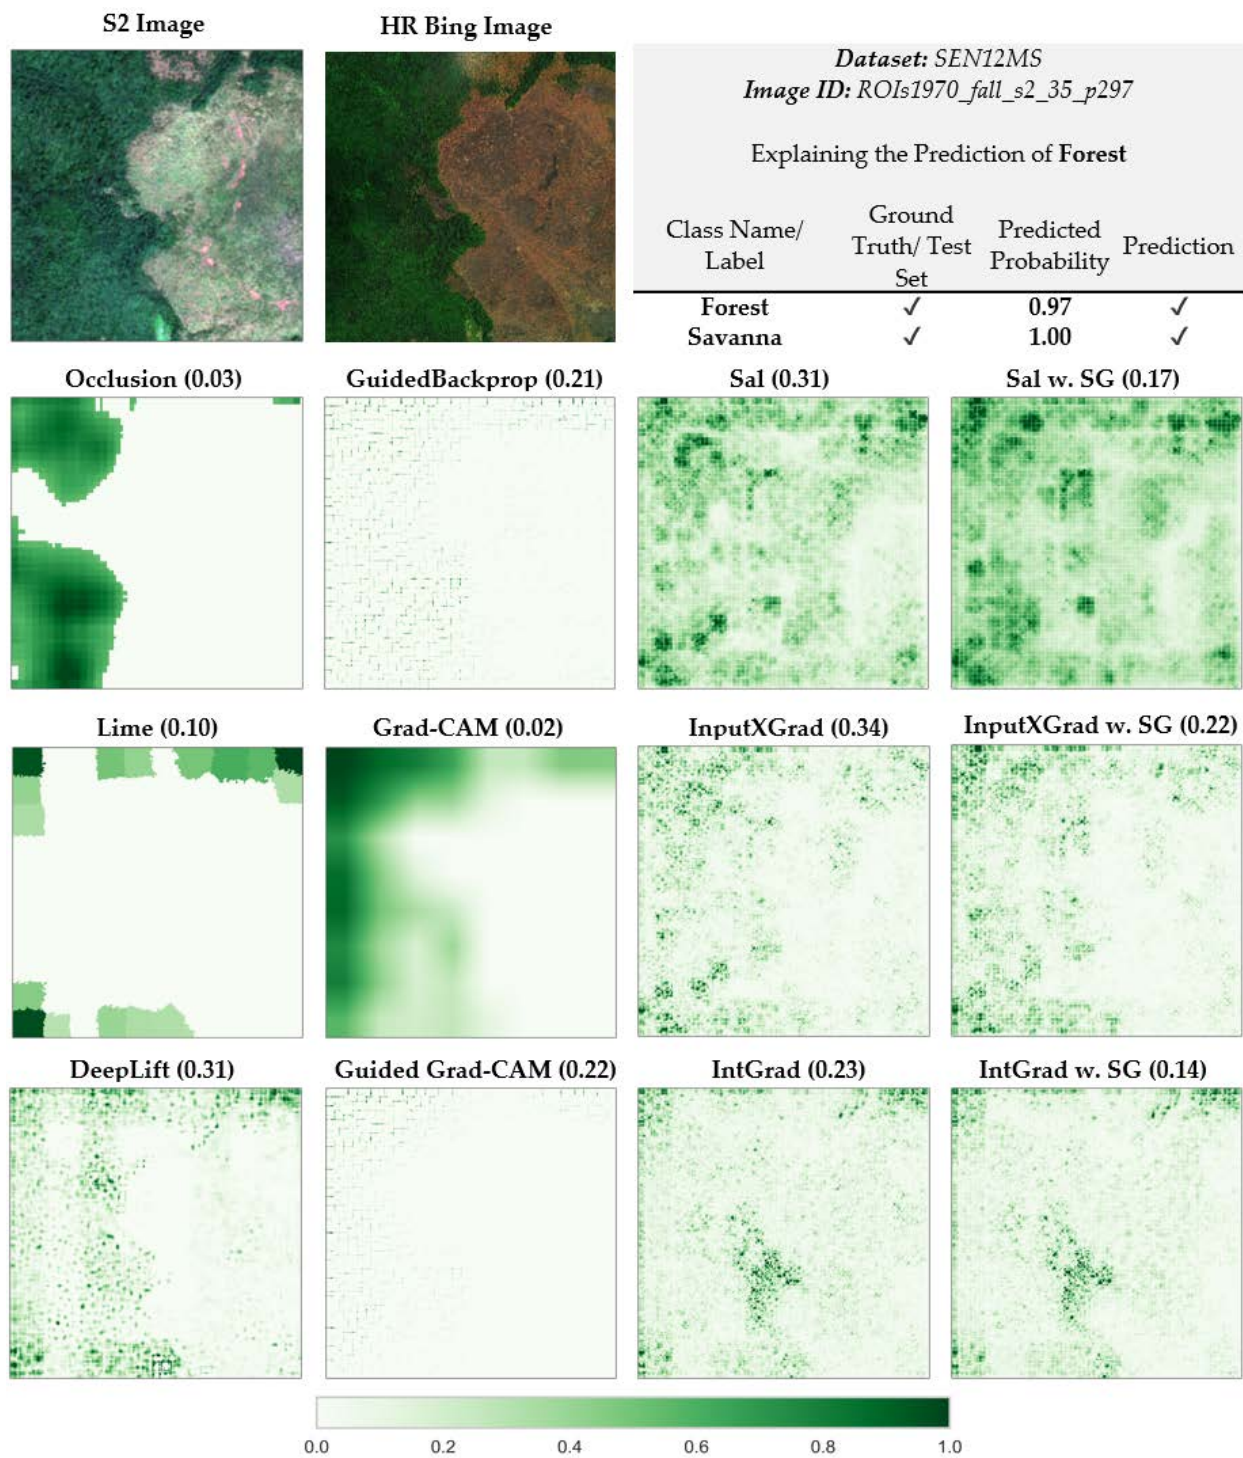 S2 Image
HR Bing Image
Dataset: SEN12MS
Image ID: ROIs1970_fall_s2_35_p297
Explaining the Prediction of Forest
Class Name/
Label
Ground
Truth/ Test
Set
Predicted
Probability
Prediction
Forest ✓ 0.97 ✓
Savanna ✓ 1.00 ✓
Occlusion (0.03)
GuidedBackprop (0.21)
Sal (0.31)
Sal w. SG (0.17)
Lime (0.10)
Grad-CAM (0.02)
InputXGrad (0.34)
InputXGrad w. SG (0.22)
DeepLift (0.31)
Guided Grad-CAM (0.22)
IntGrad (0.23)
IntGrad w. SG (0.14)
0.0 0.2 0.4 0.6 0.8 1.0